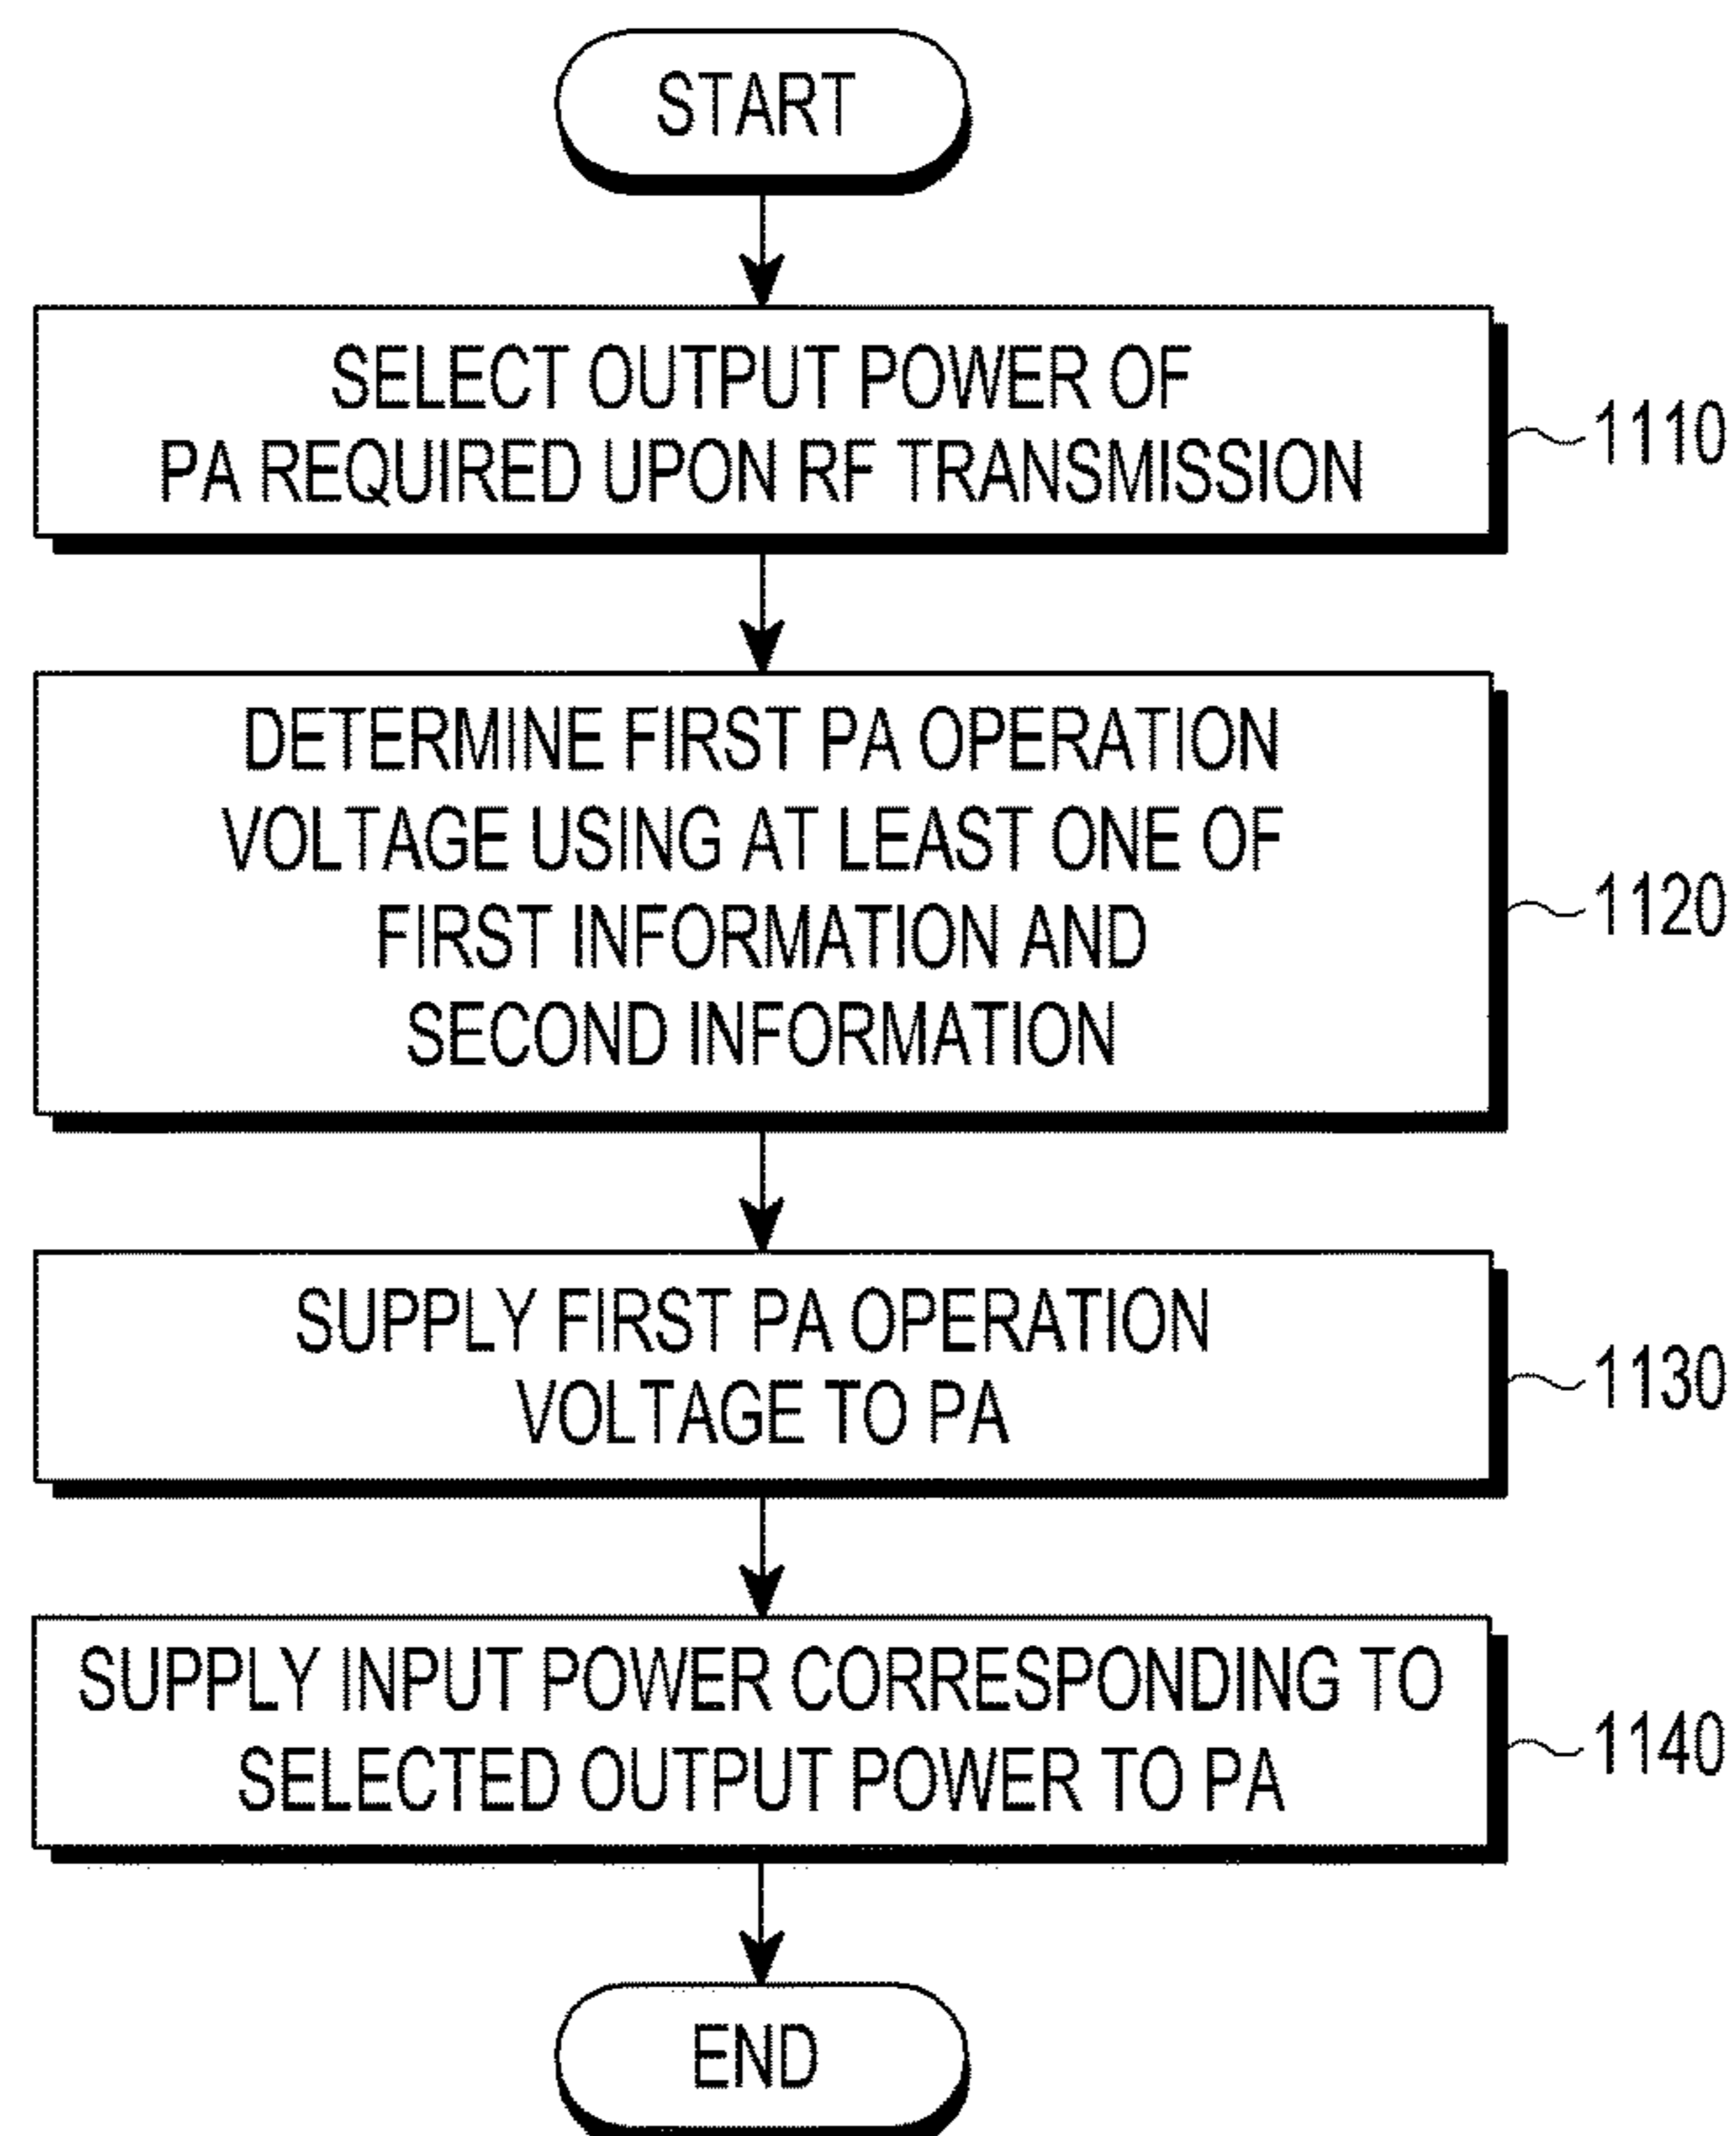 START
SELECT OUTPUT POWER OF
PA REQUIRED UPON RF TRANSMISSION
1110
DETERMINE FIRST PA OPERATION
VOLTAGE USING AT LEAST ONE OF
FIRST INFORMATION AND
SECOND INFORMATION
1120
SUPPLY FIRST PA OPERATION
VOLTAGE TO PA
1130
SUPPLY INPUT POWER CORRESPONDING TO
SELECTED OUTPUT POWER TO PA
1140
END